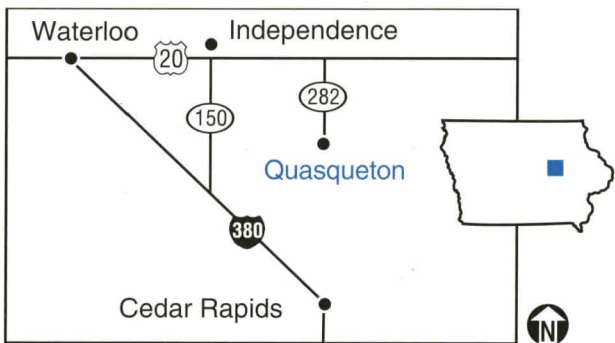 Waterloo
Independence
20
150
282
Quasqueton
380
Cedar Rapids
N